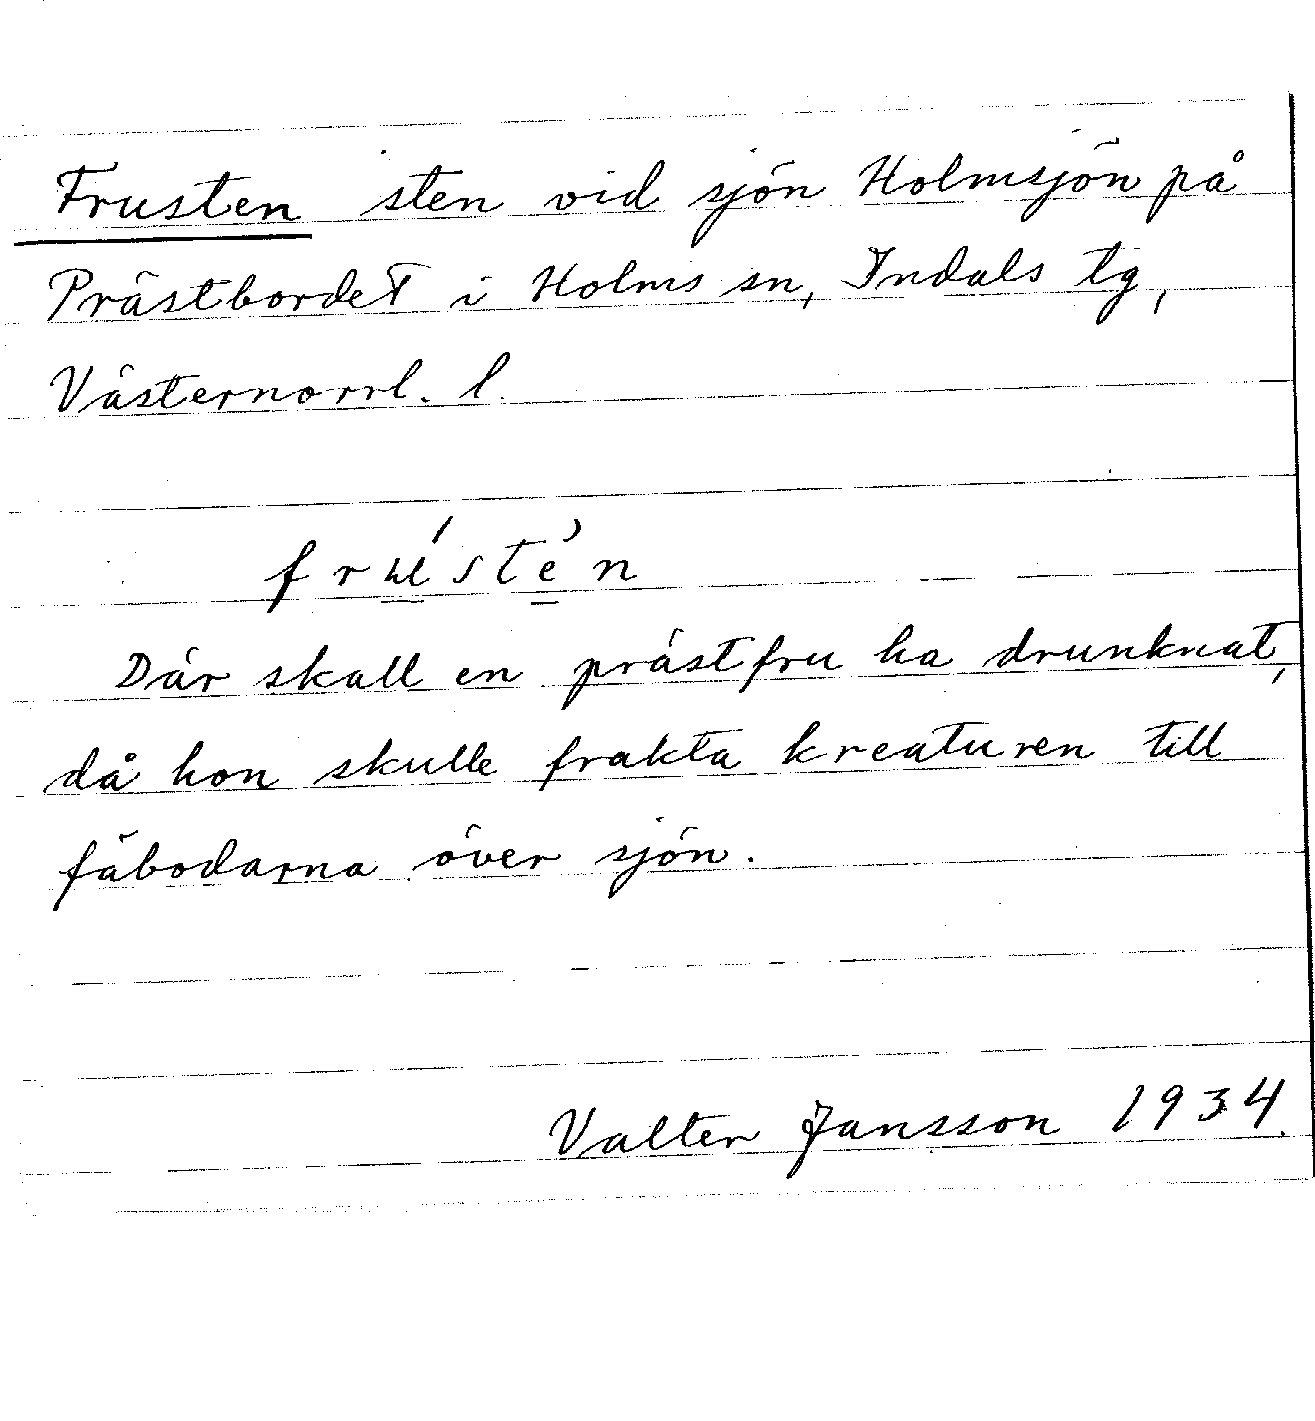 Frusten sten vid sjön Holmsjön på
Prästbordet i Holms sn, Indals tg,
Västernorrl. l.
frústèn
Där skall en prästfru ha drunknat,
då hon skulle frakta kreaturen till
fäbodarna över sjön.
Valter Jansson 1934.